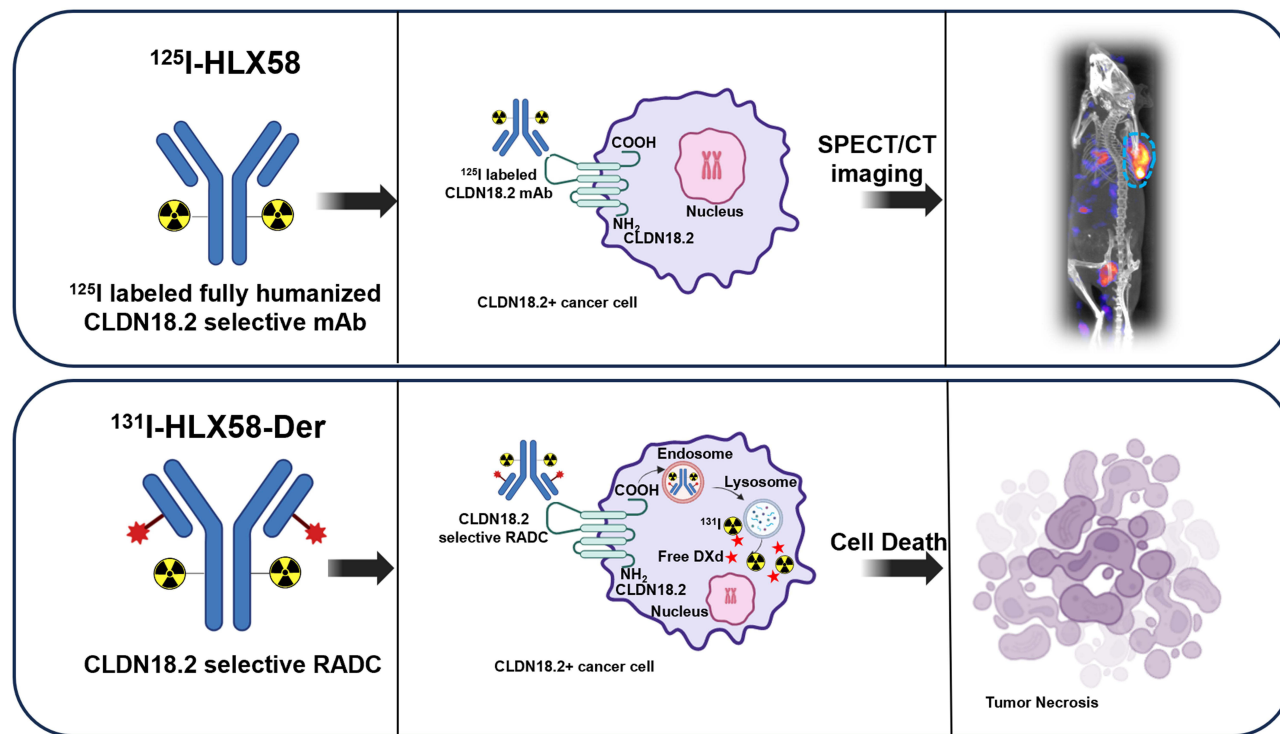 ¹²⁵I-HLX58
¹²⁵I labeled fully humanized
CLDN18.2 selective mAb
¹²⁵I labeled
CLDN18.2 mAb
COOH
Nucleus
NH₂
CLDN18.2
CLDN18.2+ cancer cell
SPECT/CT
imaging
¹³¹I-HLX58-Der
CLDN18.2 selective RADC
CLDN18.2
selective RADC
Endosome
Lysosome
COOH
¹³¹I
Free DXd
NH₂
CLDN18.2
Nucleus
CLDN18.2+ cancer cell
Cell Death
Tumor Necrosis